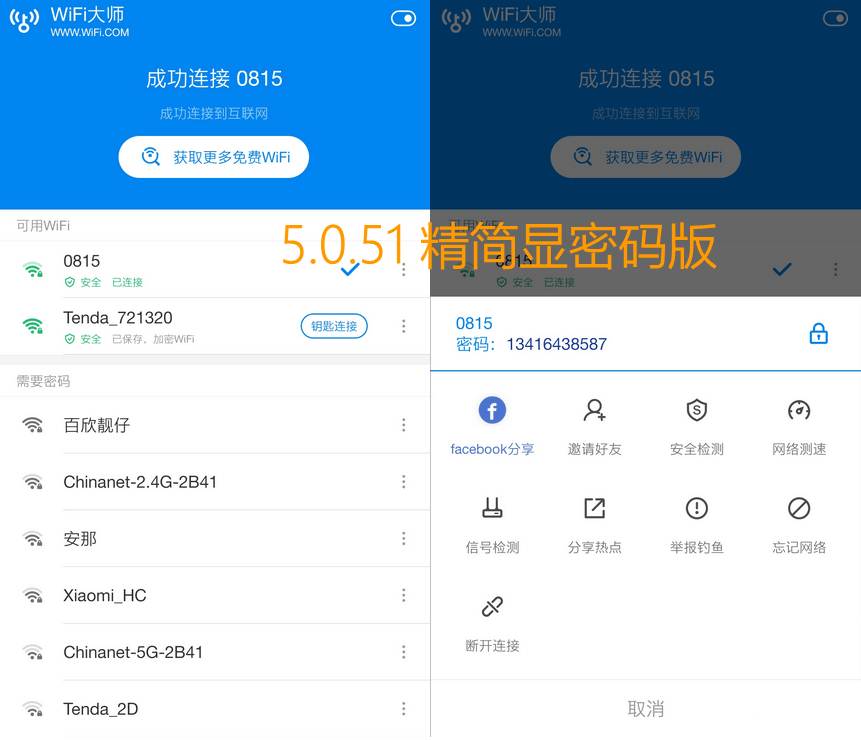 WiFi大师
WWW.WiFi.COM
成功连接 0815
成功连接到互联网
获取更多免费WiFi
可用WiFi
0815
安全 已连接
Tenda_721320
安全 已保存，加密WiFi
钥匙连接
需要密码
百欣靓仔
Chinanet-2.4G-2B41
安那
Xiaomi_HC
Chinanet-5G-2B41
Tenda_2D
5.0.51 精简显密码版
WiFi大师
WWW.WiFi.COM
成功连接 0815
成功连接到互联网
获取更多免费WiFi
可用WiFi
0815
安全 已连接
0815
密码： 13416438587
facebook分享 邀请好友 安全检测 网络测速
信号检测 分享热点 举报钓鱼 忘记网络
断开连接
取消